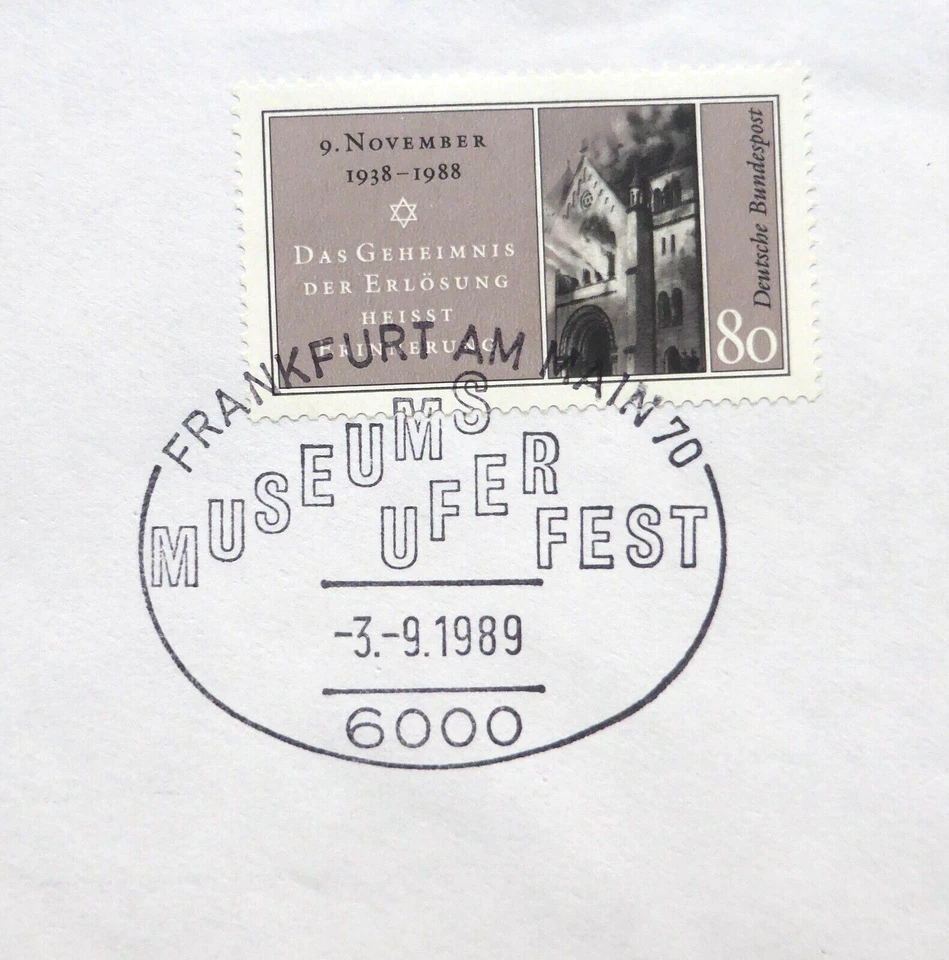 9. NOVEMBER
1938–1988
DAS GEHEIMNIS
DER ERLÖSUNG
HEISST
ERINNERUNG
Deutsche Bundespost
80
FRANKFURT AM MAIN 70
MUSEUMS
UFER
FEST
-3.-9.1989
6000